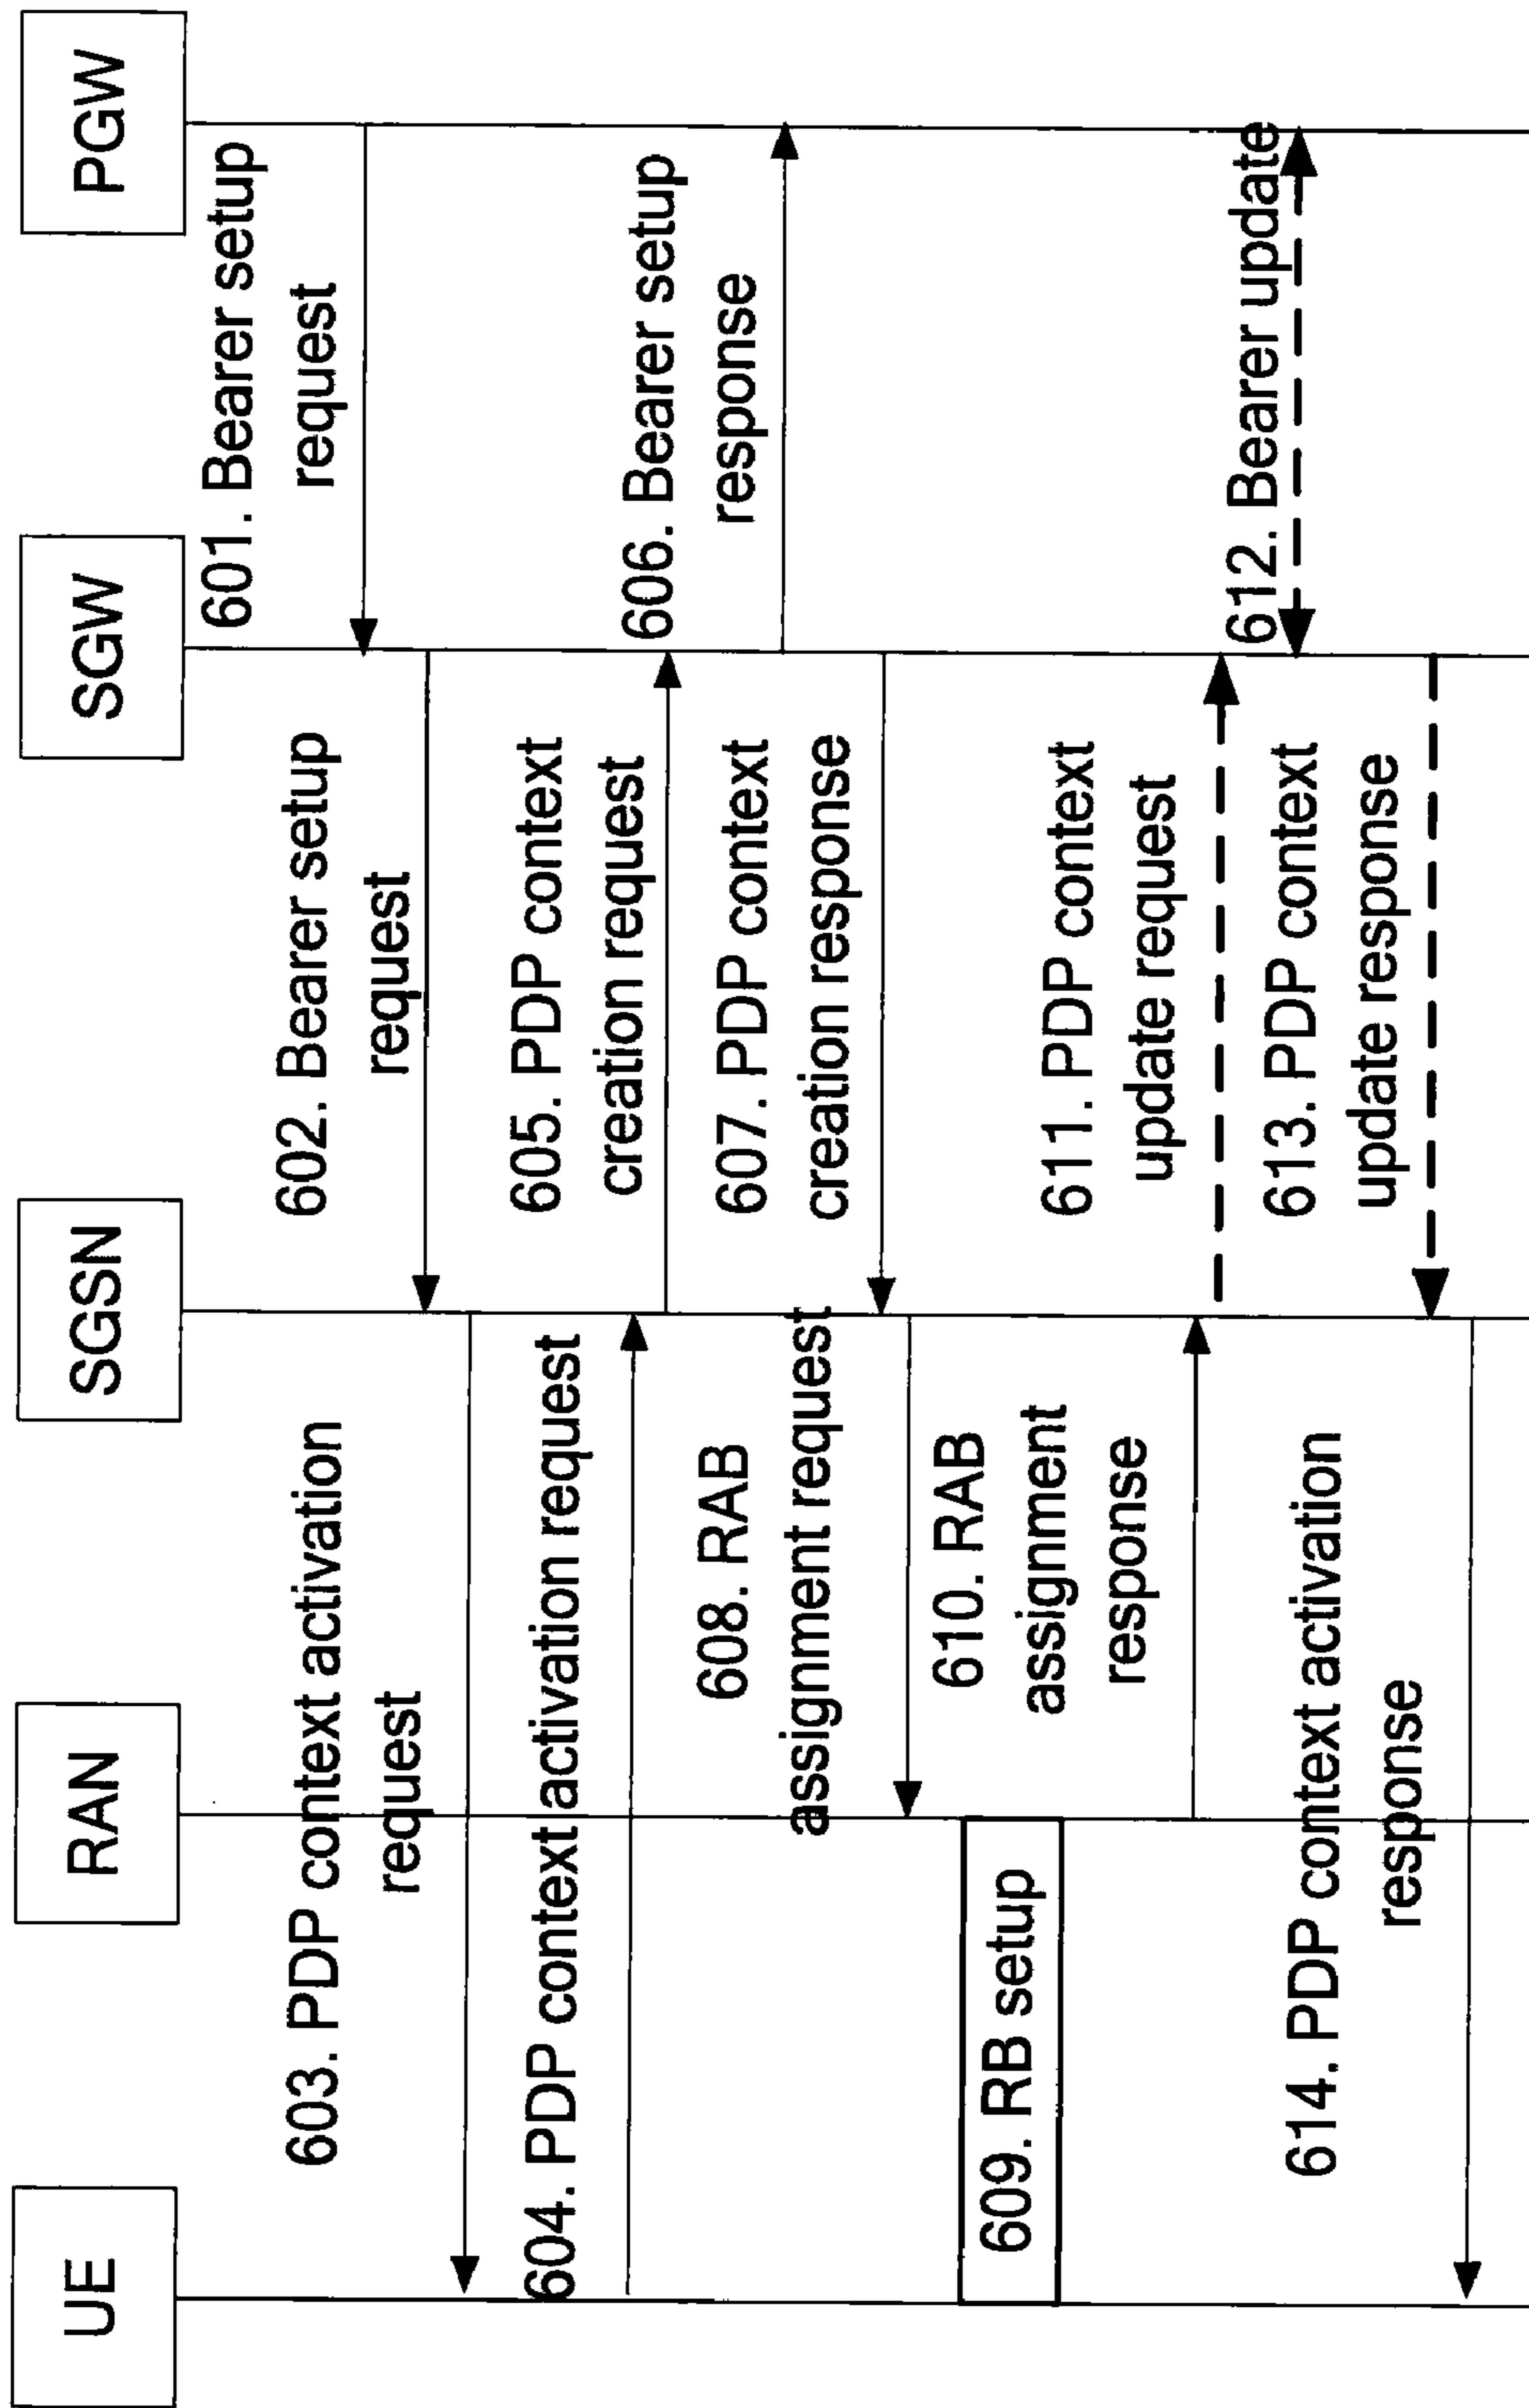 UE
RAN
SGSN
SGW
PGW
601. Bearer setup
request
602. Bearer setup
request
603. PDP context activation
request
604. PDP context activation request
605. PDP context
creation request
606. Bearer setup
response
607. PDP context
creation response
608. RAB
assignment request
609. RB setup
610. RAB
assignment
response
611. PDP context
update request
612. Bearer update
613. PDP context
update response
614. PDP context activation
response